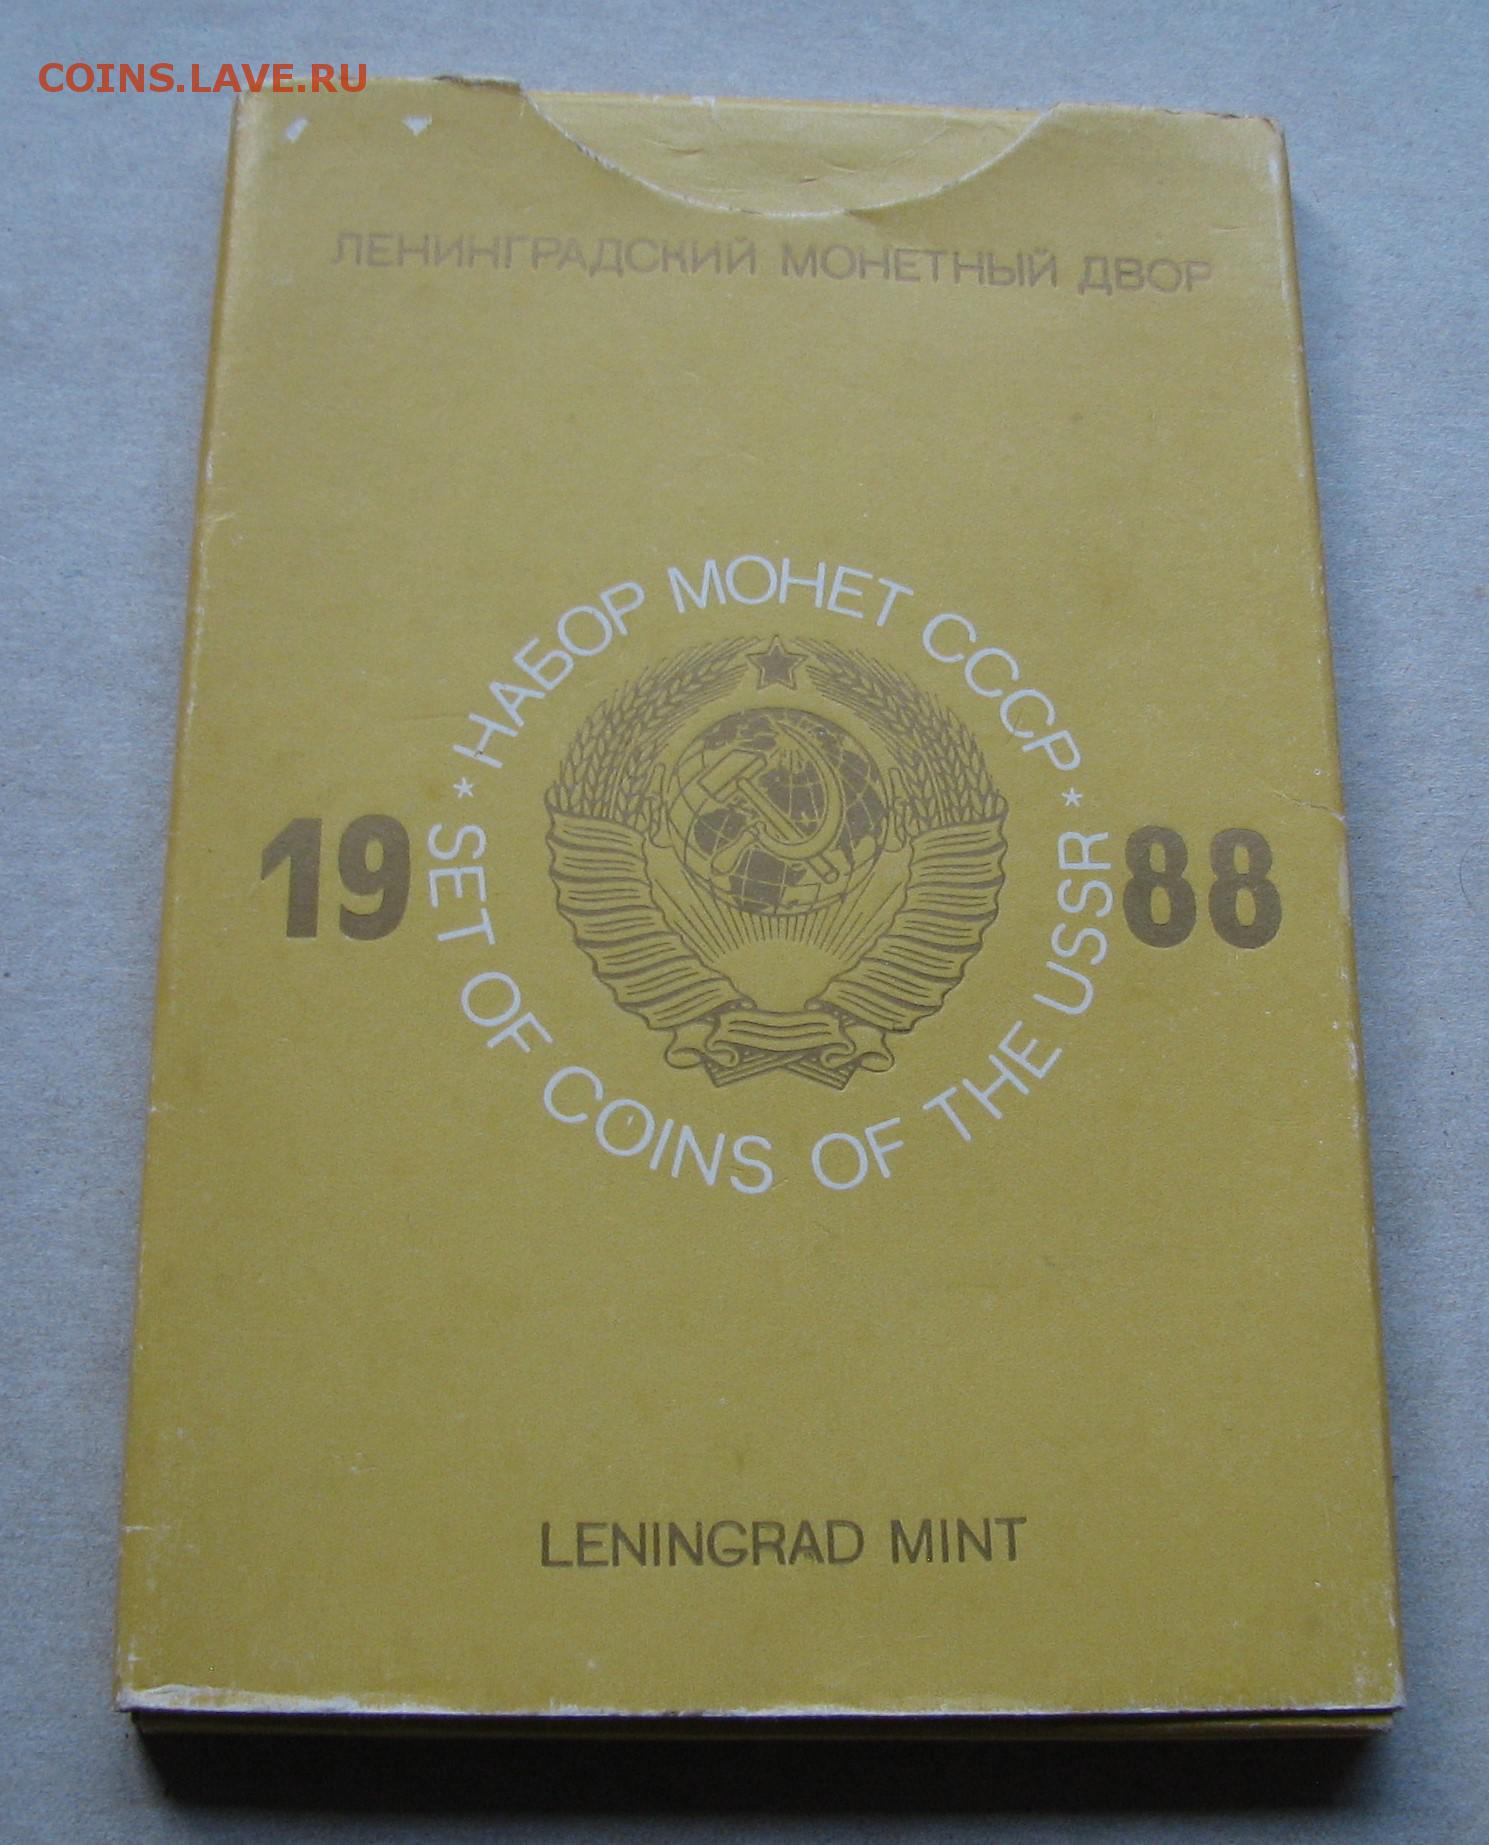 COINS.LAVE.RU
ЛЕНИНГРАДСКИЙ МОНЕТНЫЙ ДВОР
* НАБОР МОНЕТ СССР *
19 88
SET OF COINS OF THE USSR
LENINGRAD MINT